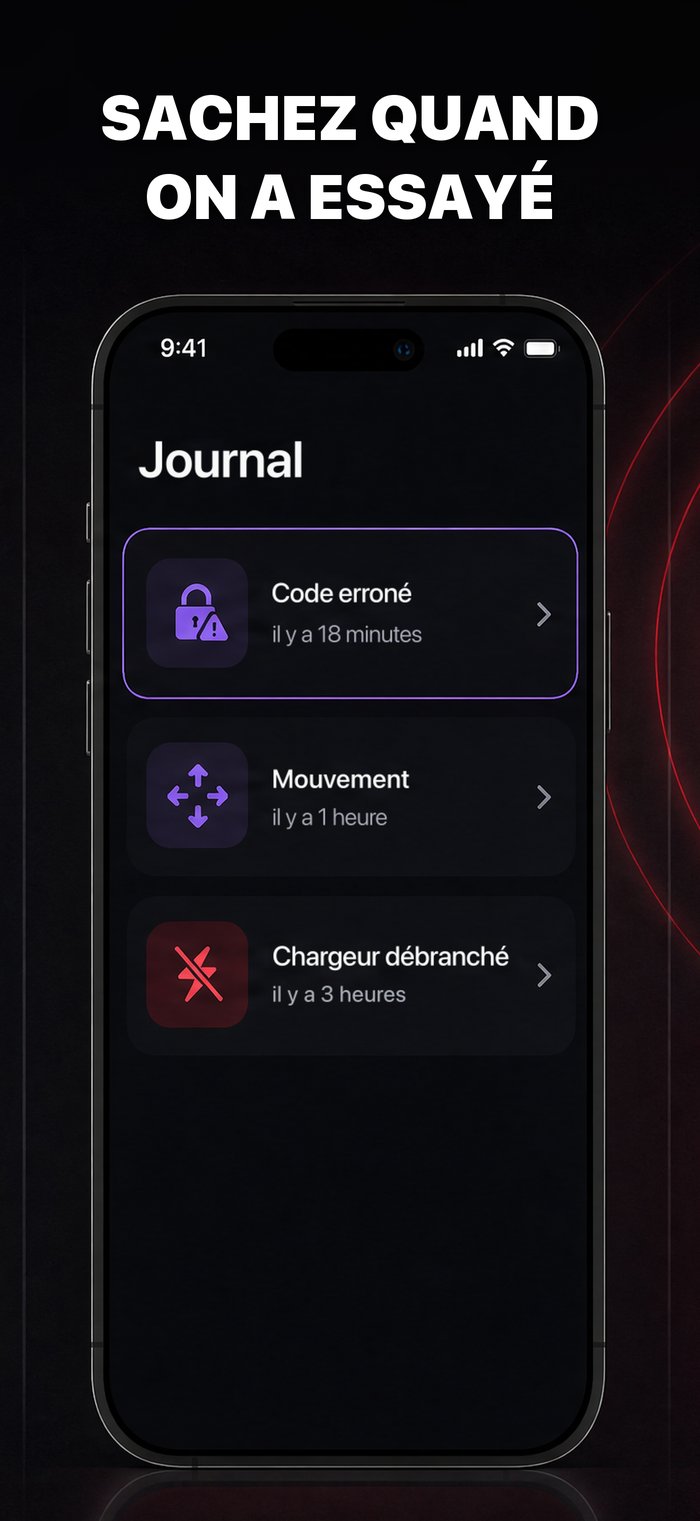 SACHEZ QUAND
ON A ESSAYÉ
9:41
Journal
Code erroné
il y a 18 minutes
Mouvement
il y a 1 heure
Chargeur débranché
il y a 3 heures